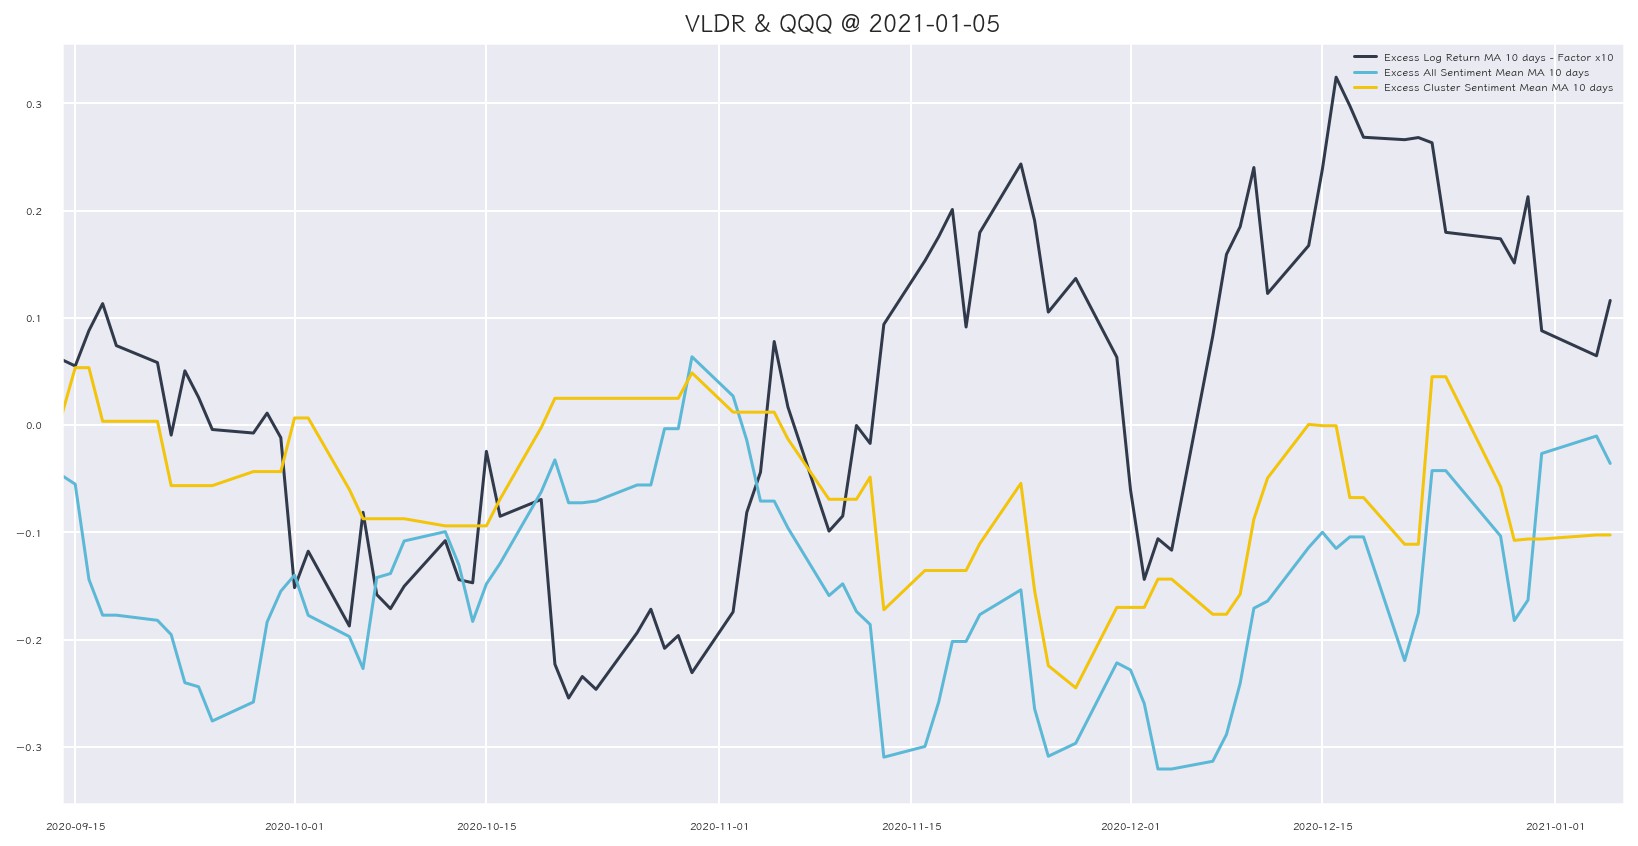 VLDR & QQQ @ 2021-01-05
Excess Log Return MA 10 days - Factor x10
Excess All Sentiment Mean MA 10 days
Excess Cluster Sentiment Mean MA 10 days
0.3
0.2
0.1
0.0
−0.1
−0.2
−0.3
2020-09-15 2020-10-01 2020-10-15 2020-11-01 2020-11-15 2020-12-01 2020-12-15 2021-01-01